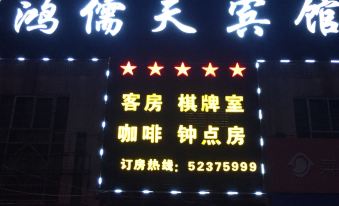 鸿儒天宾馆
★★★★★
客房 棋牌室
咖啡 钟点房
订房热线：52375999